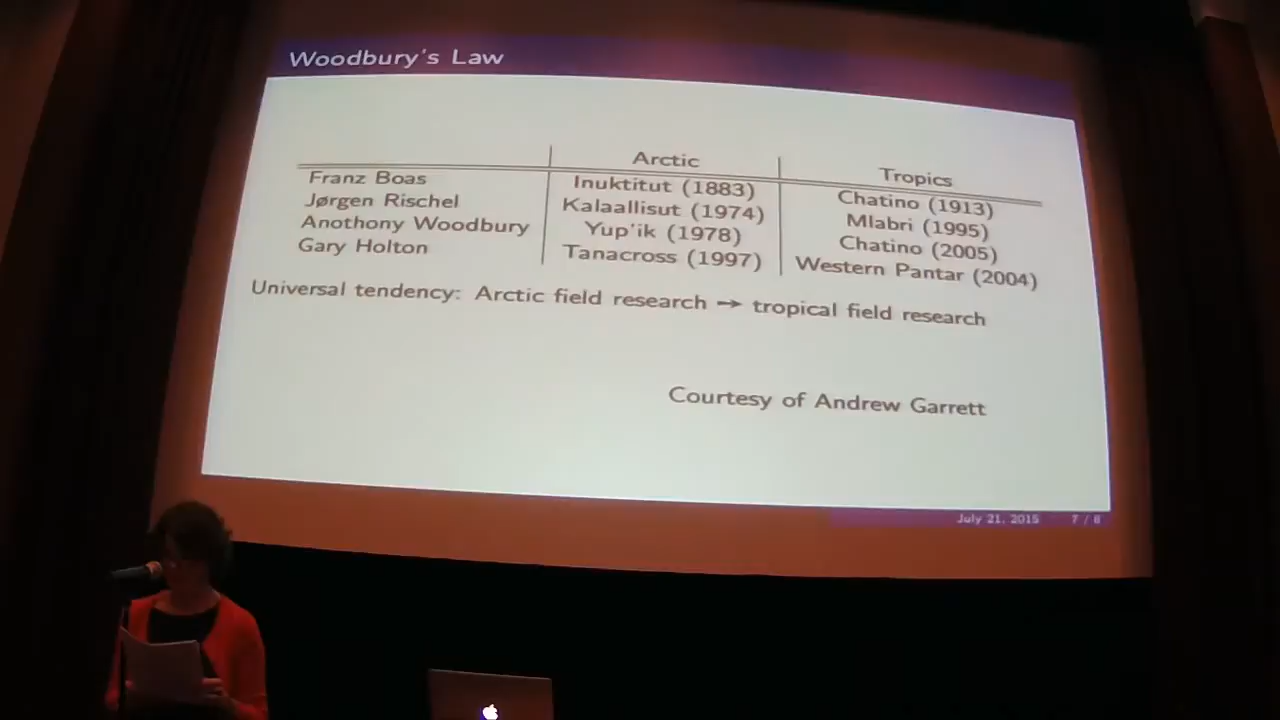 Woodbury's Law
Arctic Tropics
Franz Boas Inuktitut (1883) Chatino (1913)
Jørgen Rischel Kalaallisut (1974) Mlabri (1995)
Anothony Woodbury Yup'ik (1978) Chatino (2005)
Gary Holton Tanacross (1997) Western Pantar (2004)
Universal tendency: Arctic field research → tropical field research
Courtesy of Andrew Garrett
July 21, 2015 7 / 8